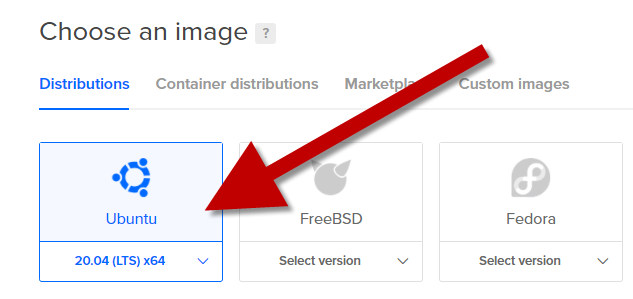 Choose an image ?
Distributions Container distributions Marketpla Custom images
Ubuntu FreeBSD Fedora
20.04 (LTS) x64 Select version Select version